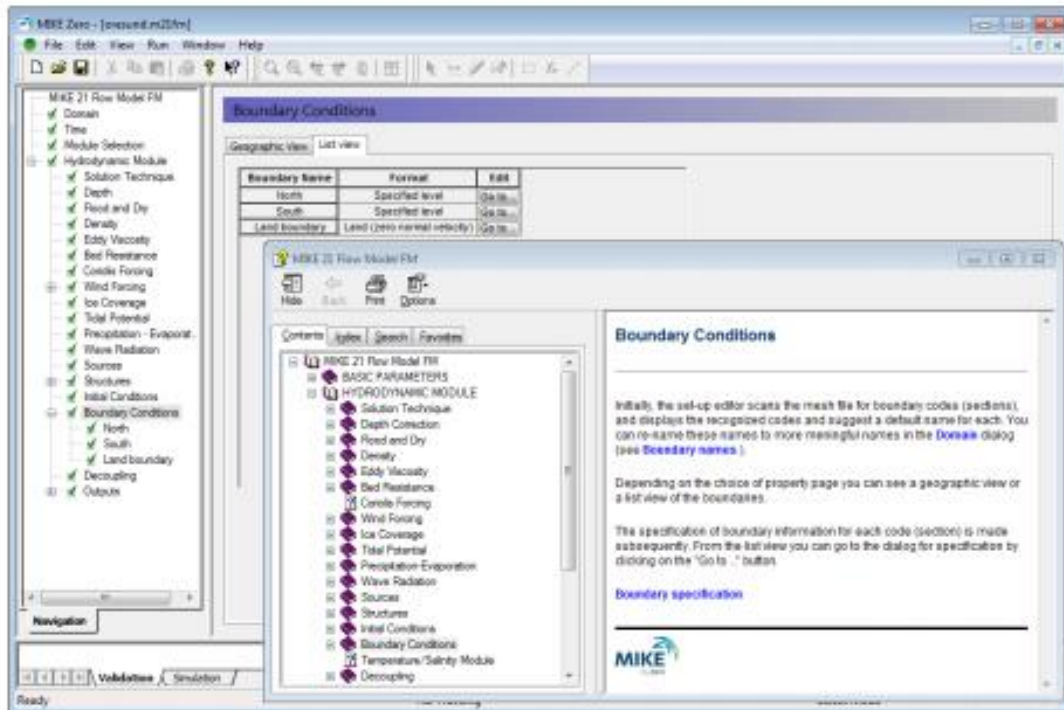 MIKE Zero - [oresund.m21fm]
File Edit View Run Window Help
MIKE 21 Flow Model FM
Domain
Time
Module Selection
Hydrodynamic Module
Solution Technique
Depth
Flood and Dry
Density
Eddy Viscosity
Bed Resistance
Coriolis Forcing
Wind Forcing
Ice Coverage
Tidal Potential
Precipitation - Evaporat...
Wave Radiation
Sources
Structures
Initial Conditions
Boundary Conditions
North
South
Land boundary
Decoupling
Outputs
Navigation
Boundary Conditions
Geographic View List view
Boundary Name Format Edit
North Specified level Go to...
South Specified level Go to...
Land boundary Land (zero normal velocity) Go to...
MIKE 21 Flow Model FM
Hide Back Print Options
Contents Index Search Favorites
MIKE 21 Flow Model FM
BASIC PARAMETERS
HYDRODYNAMIC MODULE
Solution Technique
Depth Correction
Flood and Dry
Density
Eddy Viscosity
Bed Resistance
Coriolis Forcing
Wind Forcing
Ice Coverage
Tidal Potential
Precipitation-Evaporation
Wave Radiation
Sources
Structures
Initial Conditions
Boundary Conditions
Temperature/Salinity Module
Decoupling
Boundary Conditions
Initially, the set-up editor scans the mesh file for boundary codes (sections),
and displays the recognized codes and suggest a default name for each. You
can re-name these names to more meaningful names in the Domain dialog
(see Boundary names.).
Depending on the choice of property page you can see a geographic view or
a list view of the boundaries.
The specification of boundary information for each code (section) is made
subsequently. From the list view you can go to the dialog for specification by
clicking on the "Go to .." button.
Boundary specification
MIKE
Validation Simulation
Ready